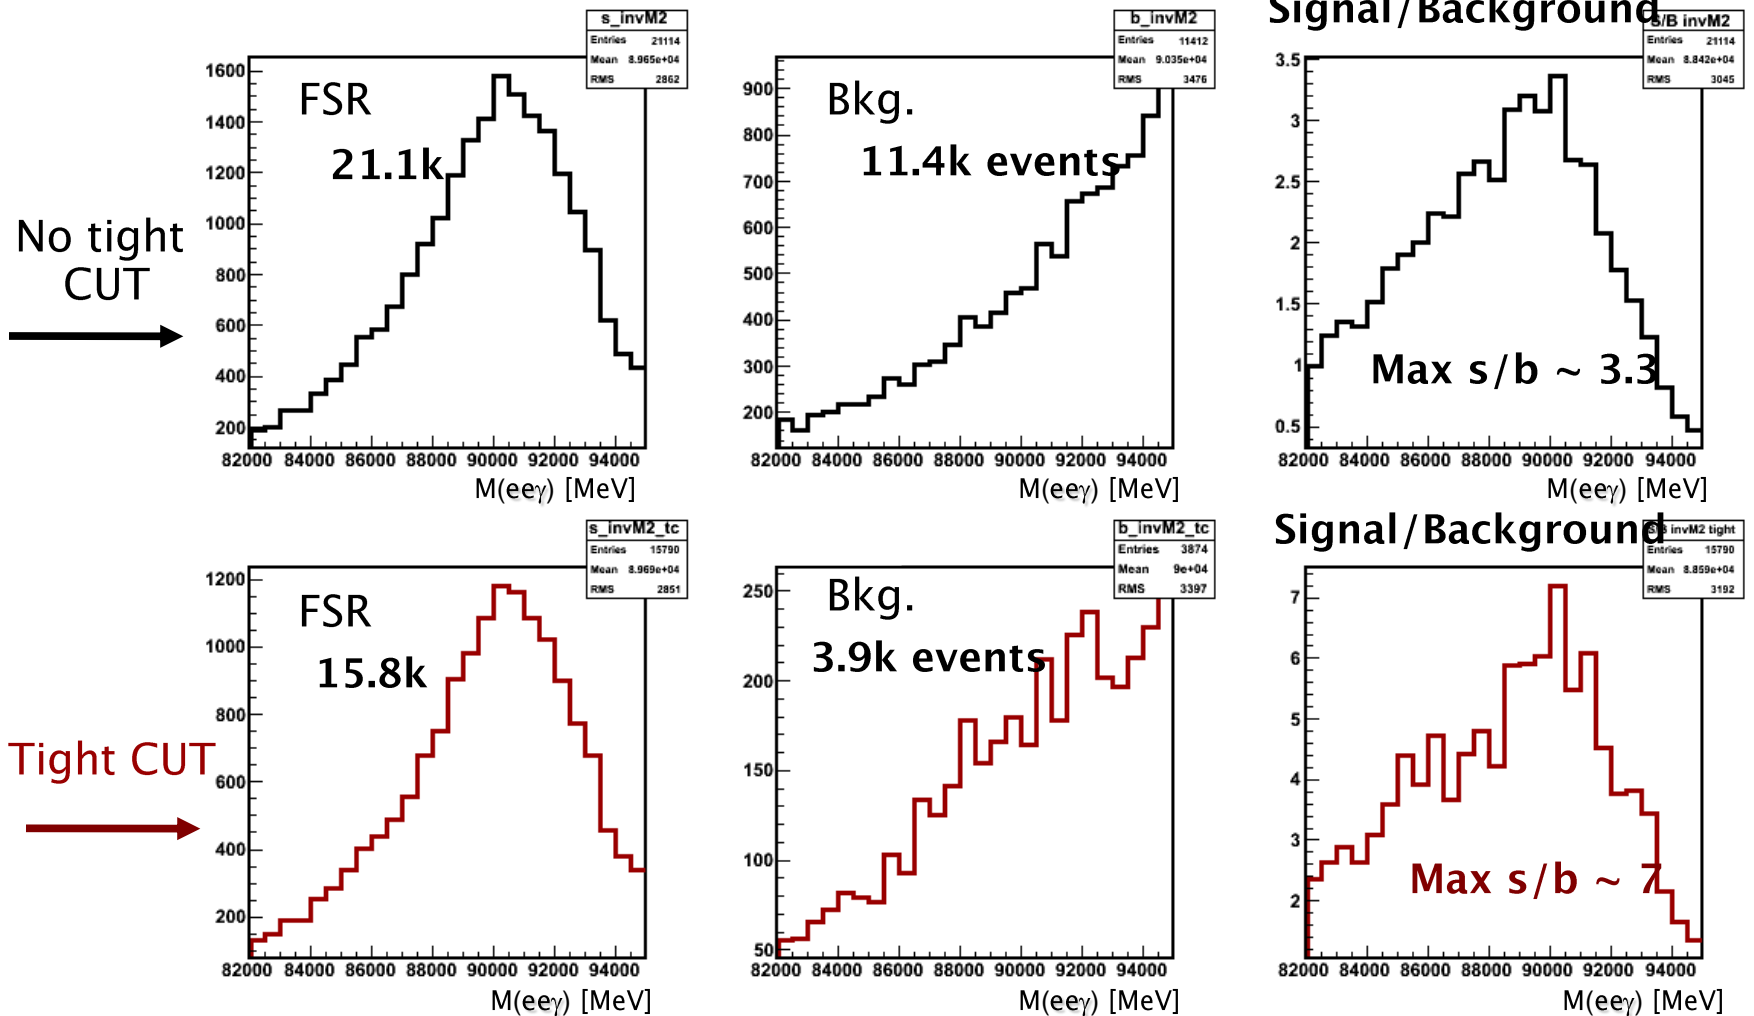 Signal/Background
s_invM2
Entries 21114
Mean 8.965e+04
RMS 2862
b_invM2
Entries 11412
Mean 9.035e+04
RMS 3476
S/B invM2
Entries 21114
Mean 8.842e+04
RMS 3045
FSR
21.1k
Bkg.
11.4k events
Max s/b ~ 3.3
No tight
CUT
1600
1400
1200
1000
800
600
400
200
82000 84000 86000 88000 90000 92000 94000
M(eeγ) [MeV]
900
800
700
600
500
400
300
200
82000 84000 86000 88000 90000 92000 94000
M(eeγ) [MeV]
3.5
3
2.5
2
1.5
1
0.5
82000 84000 86000 88000 90000 92000 94000
M(eeγ) [MeV]
Signal/Background
s_invM2_tc
Entries 15790
Mean 8.969e+04
RMS 2851
b_invM2_tc
Entries 3874
Mean 9e+04
RMS 3397
invM2 tight
Entries 15790
Mean 8.859e+04
RMS 3192
FSR
15.8k
Bkg.
3.9k events
Max s/b ~ 7
Tight CUT
1200
1000
800
600
400
200
82000 84000 86000 88000 90000 92000 94000
M(eeγ) [MeV]
250
200
150
100
50
82000 84000 86000 88000 90000 92000 94000
M(eeγ) [MeV]
7
6
5
4
3
2
82000 84000 86000 88000 90000 92000 94000
M(eeγ) [MeV]